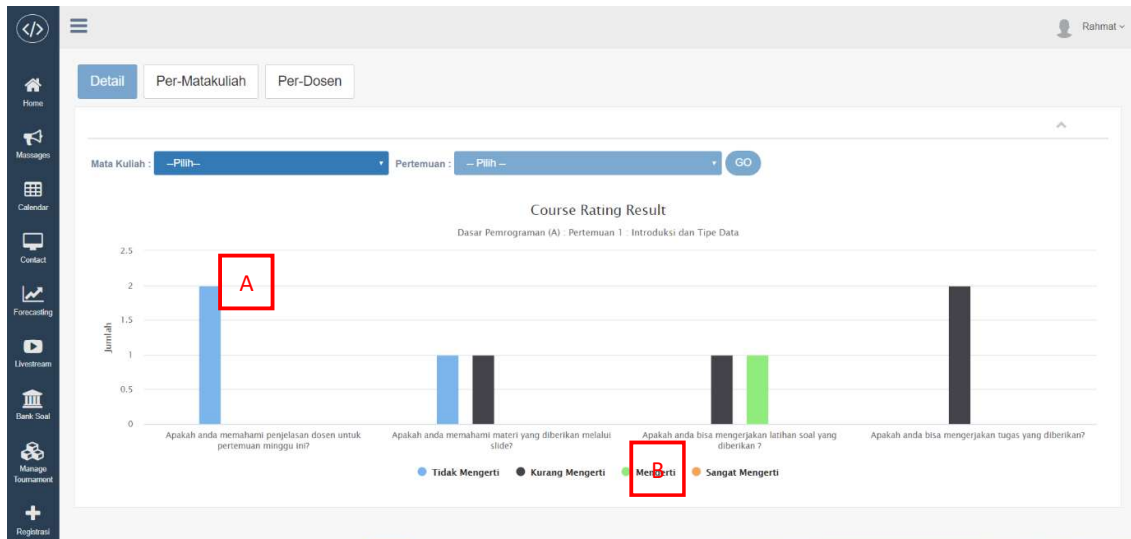 </>
Rahmat
Home
Massages
Calendar
Contact
Forecasting
Livestream
Bank Soal
Manage
Tournament
Registrasi
Detail Per-Matakuliah Per-Dosen
Mata Kuliah : --Pilih-- Pertemuan : -- Pilih -- GO
Course Rating Result
Dasar Pemrograman (A) : Pertemuan 1 : Introduksi dan Tipe Data
Jumlah
2.5
2
1.5
1
0.5
0
A
Apakah anda memahami penjelasan dosen untuk
pertemuan minggu ini?
Apakah anda memahami materi yang diberikan melalui
slide?
Apakah anda bisa mengerjakan latihan soal yang
diberikan ?
Apakah anda bisa mengerjakan tugas yang diberikan?
Tidak Mengerti Kurang Mengerti Mengerti Sangat Mengerti
B